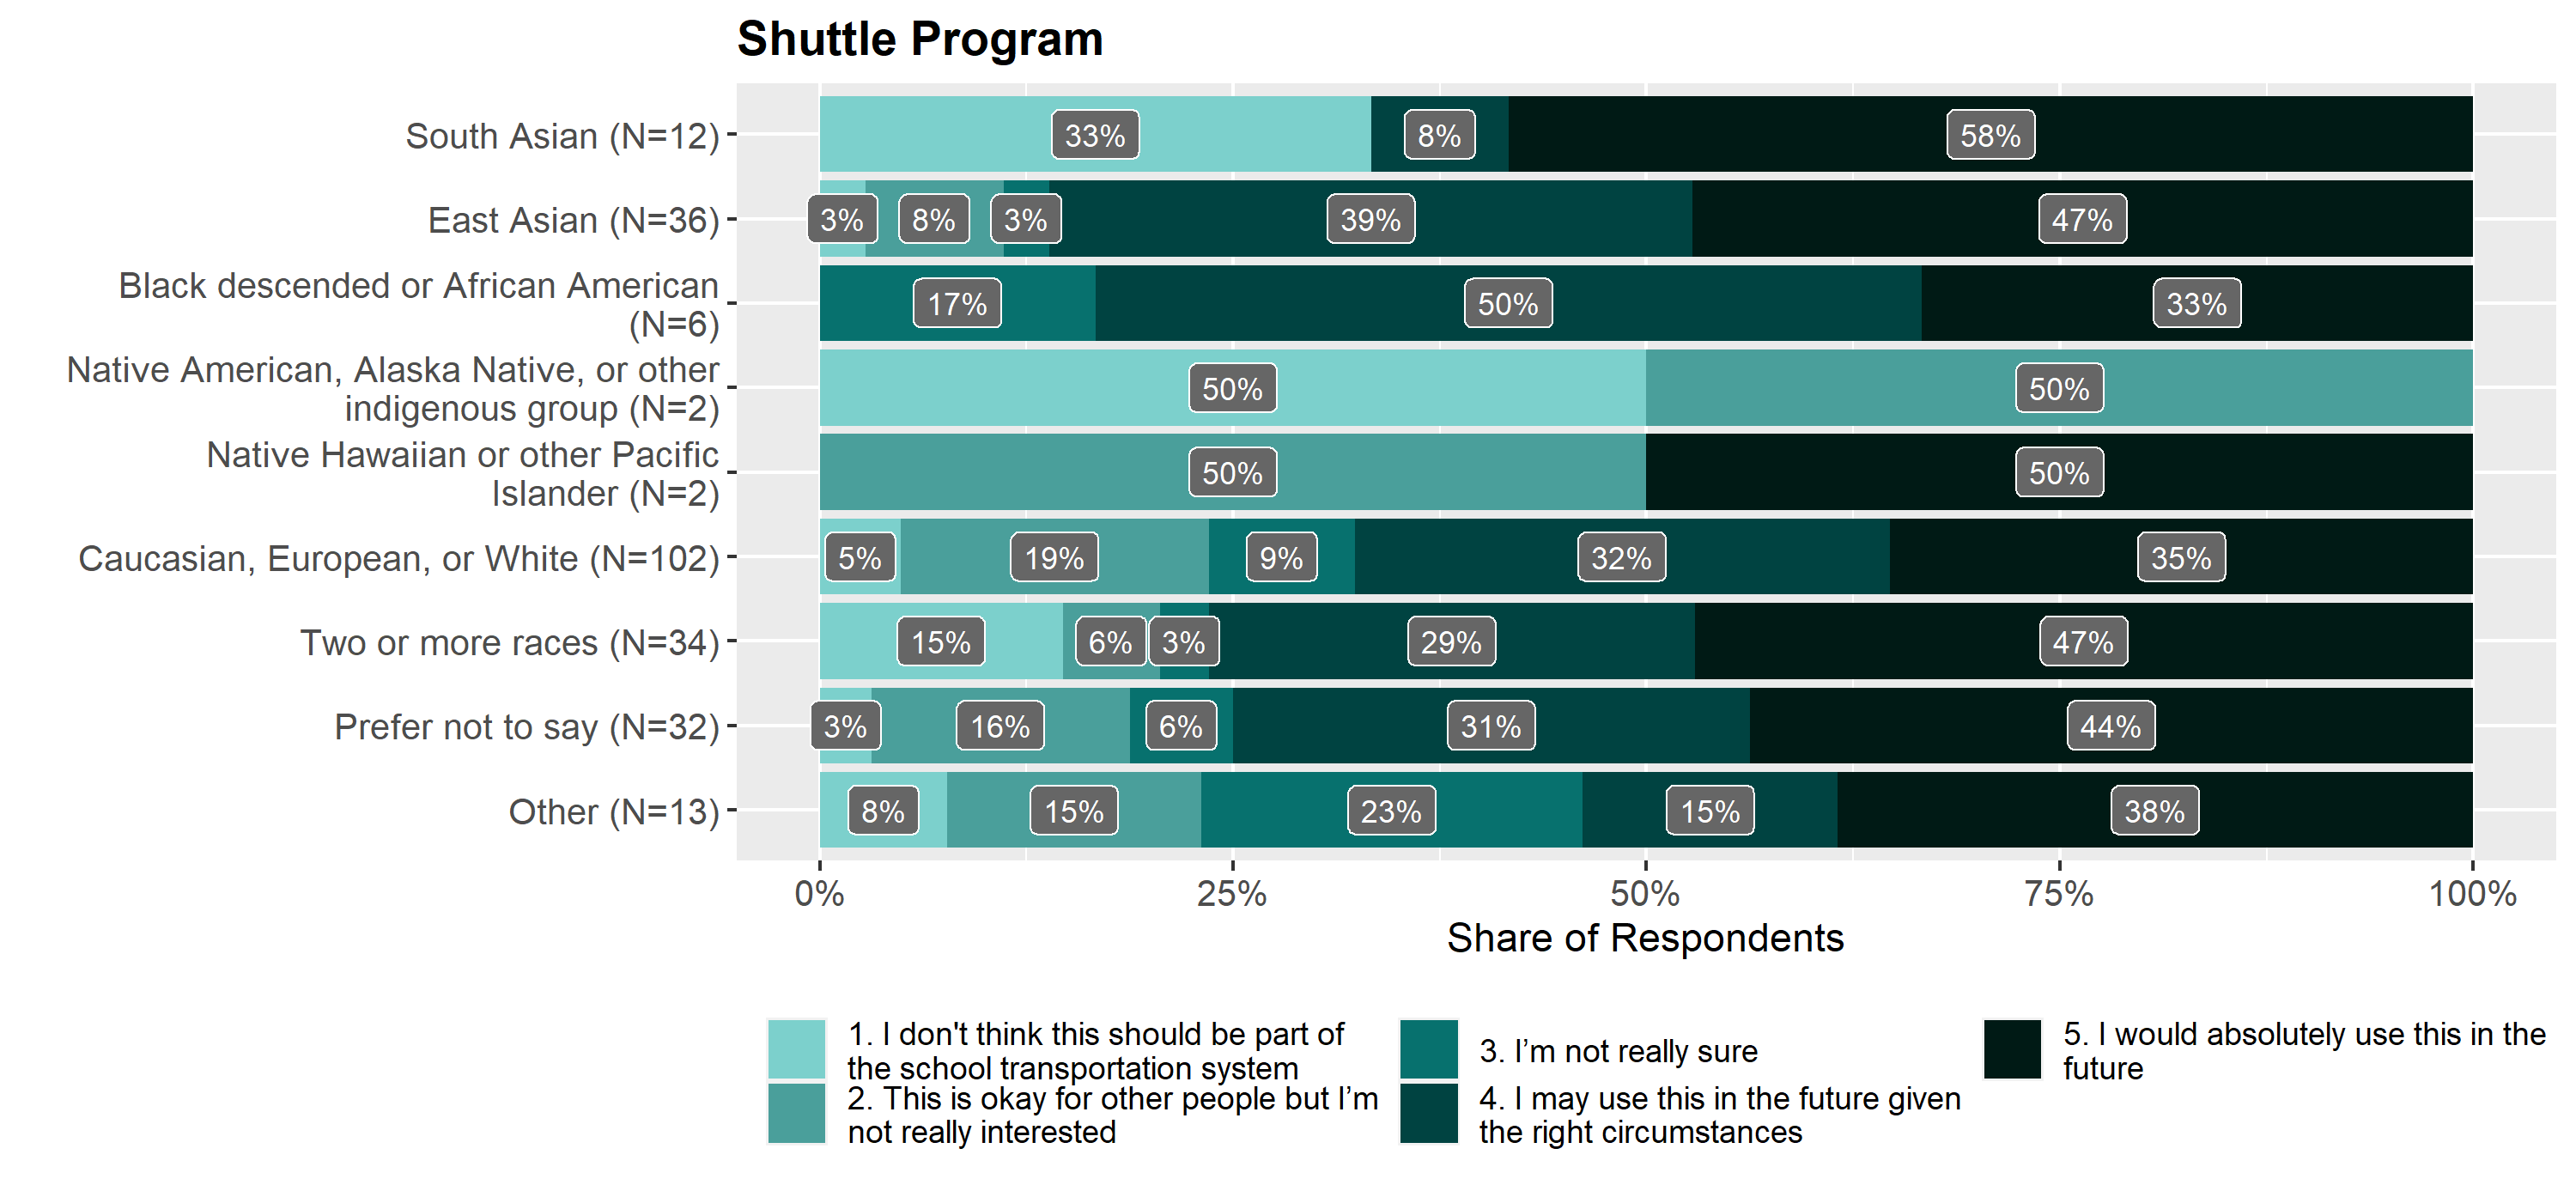 Shuttle Program
South Asian (N=12)
33%
8%
58%
East Asian (N=36)
3%
8%
3%
39%
47%
Black descended or African American
(N=6)
17%
50%
33%
Native American, Alaska Native, or other
indigenous group (N=2)
50%
50%
Native Hawaiian or other Pacific
Islander (N=2)
50%
50%
Caucasian, European, or White (N=102)
5%
19%
9%
32%
35%
Two or more races (N=34)
15%
6%
3%
29%
47%
Prefer not to say (N=32)
3%
16%
6%
31%
44%
Other (N=13)
8%
15%
23%
15%
38%
0%
25%
50%
75%
100%
Share of Respondents
1. I don't think this should be part of
the school transportation system
2. This is okay for other people but I’m
not really interested
3. I’m not really sure
4. I may use this in the future given
the right circumstances
5. I would absolutely use this in the
future